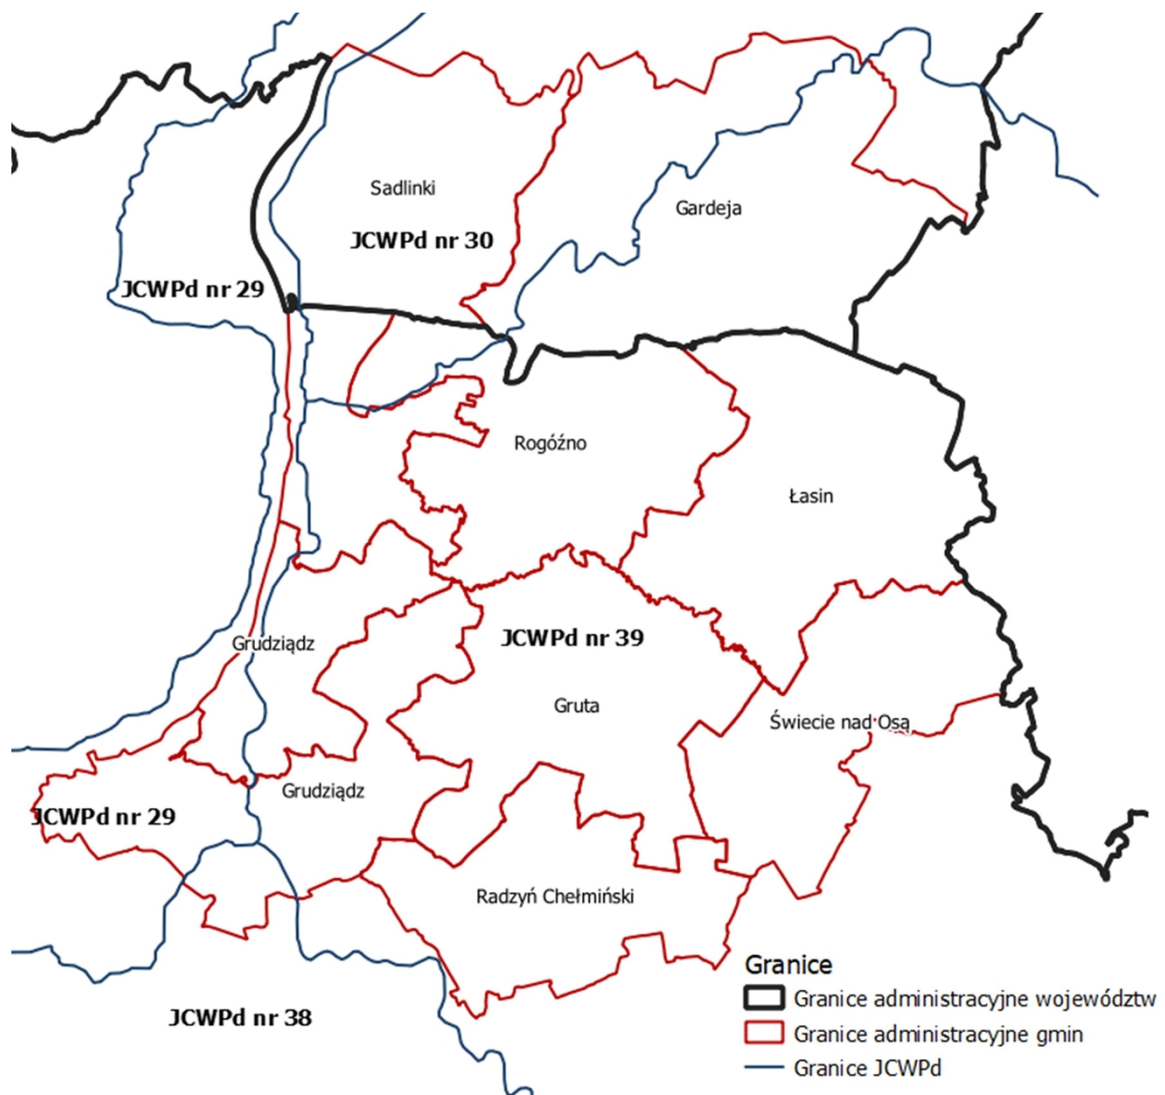 Sadlinki
Gardeja
JCWPd nr 30
JCWPd nr 29
Rogóźno
Łasin
Grudziądz
JCWPd nr 39
Gruta
Świecie nad Osą
Grudziądz
JCWPd nr 29
Radzyń Chełmiński
JCWPd nr 38
Granice
Granice administracyjne województw
Granice administracyjne gmin
Granice JCWPd